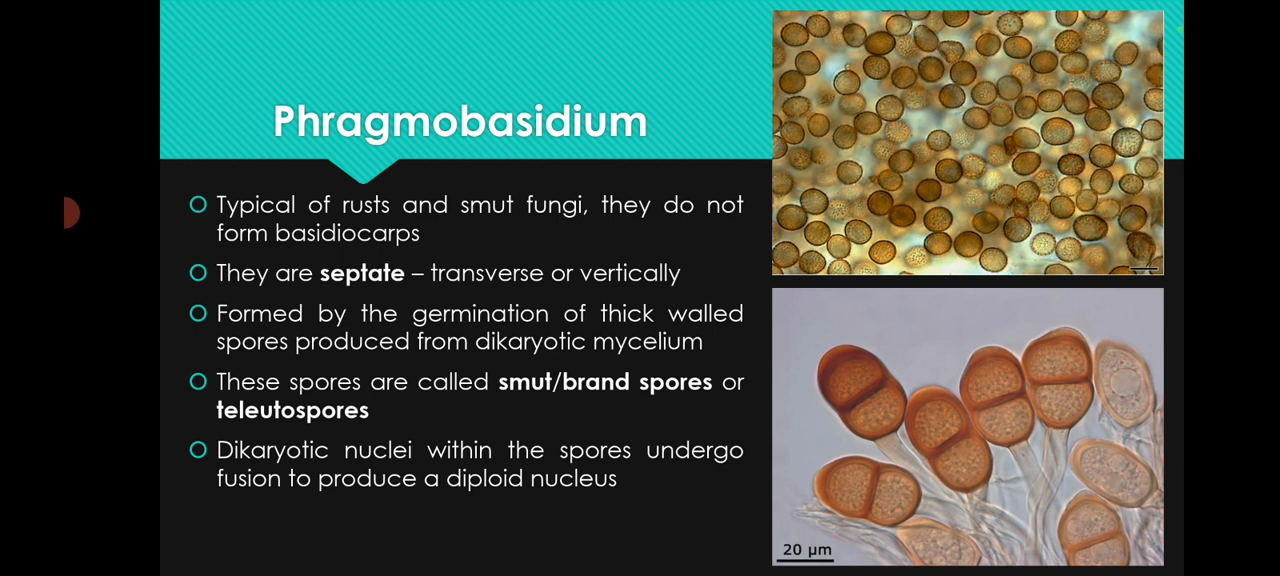 Phragmobasidium
Typical of rusts and smut fungi, they do not
form basidiocarps
They are septate – transverse or vertically
Formed by the germination of thick walled
spores produced from dikaryotic mycelium
These spores are called smut/brand spores or
teleutospores
Dikaryotic nuclei within the spores undergo
fusion to produce a diploid nucleus
20 µm